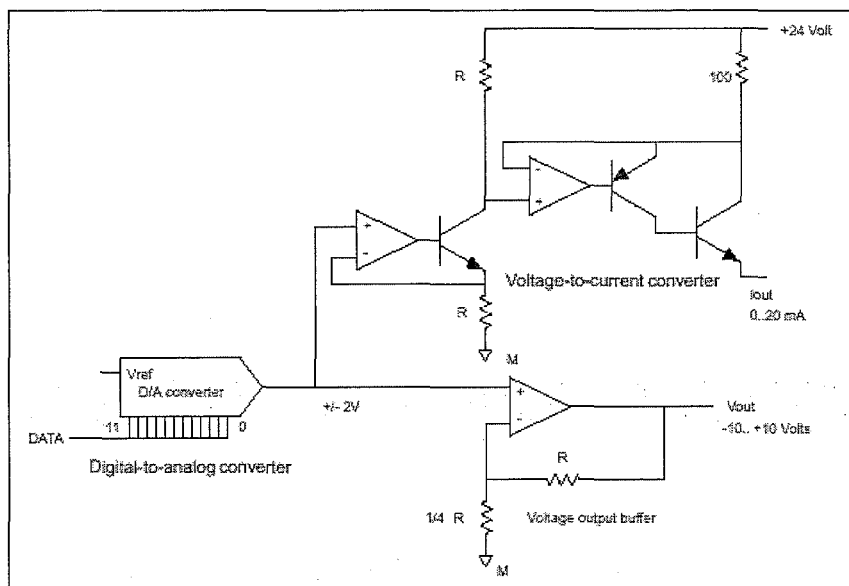 +24 Volt
R
100
-
+
+
-
Voltage-to-current converter
Iout
0..20 mA
R
M
Vref
D/A converter
+/- 2V
+
-
Vout
-10.. +10 Volts
11
0
DATA
Digital-to-analog converter
R
1/4 R
Voltage output buffer
M